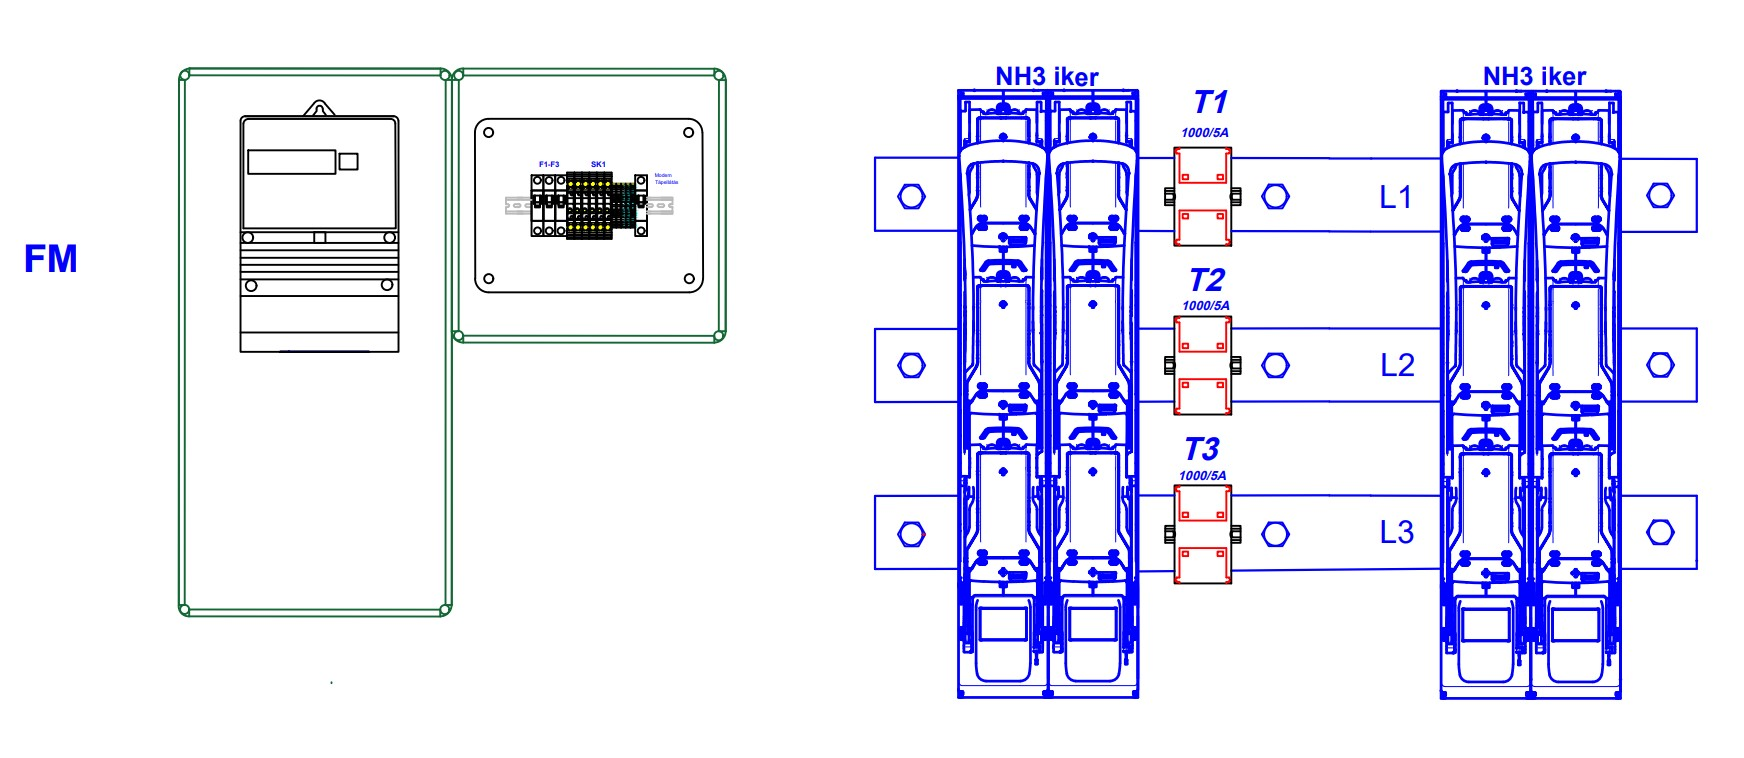 FM
F1-F3
SK1
Modem
Tápellátás
NH3 iker
NH3 iker
T1
1000/5A
L1
T2
1000/5A
L2
T3
1000/5A
L3